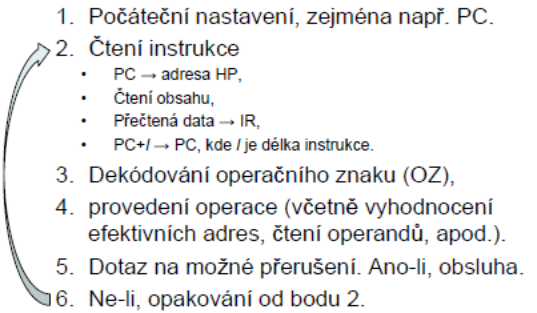 1. Počáteční nastavení, zejména např. PC.
2. Čtení instrukce
• PC → adresa HP,
• Čtení obsahu,
• Přečtená data → IR,
• PC+I → PC, kde I je délka instrukce.
3. Dekódování operačního znaku (OZ),
4. provedení operace (včetně vyhodnocení
efektivních adres, čtení operandů, apod.).
5. Dotaz na možné přerušení. Ano-li, obsluha.
6. Ne-li, opakování od bodu 2.